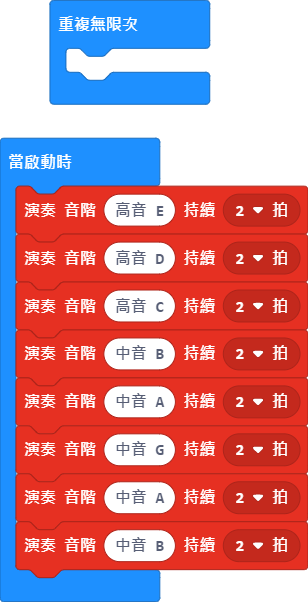 重複無限次
當啟動時
演奏 音階 高音 E 持續 2 拍
演奏 音階 高音 D 持續 2 拍
演奏 音階 高音 C 持續 2 拍
演奏 音階 中音 B 持續 2 拍
演奏 音階 中音 A 持續 2 拍
演奏 音階 中音 G 持續 2 拍
演奏 音階 中音 A 持續 2 拍
演奏 音階 中音 B 持續 2 拍